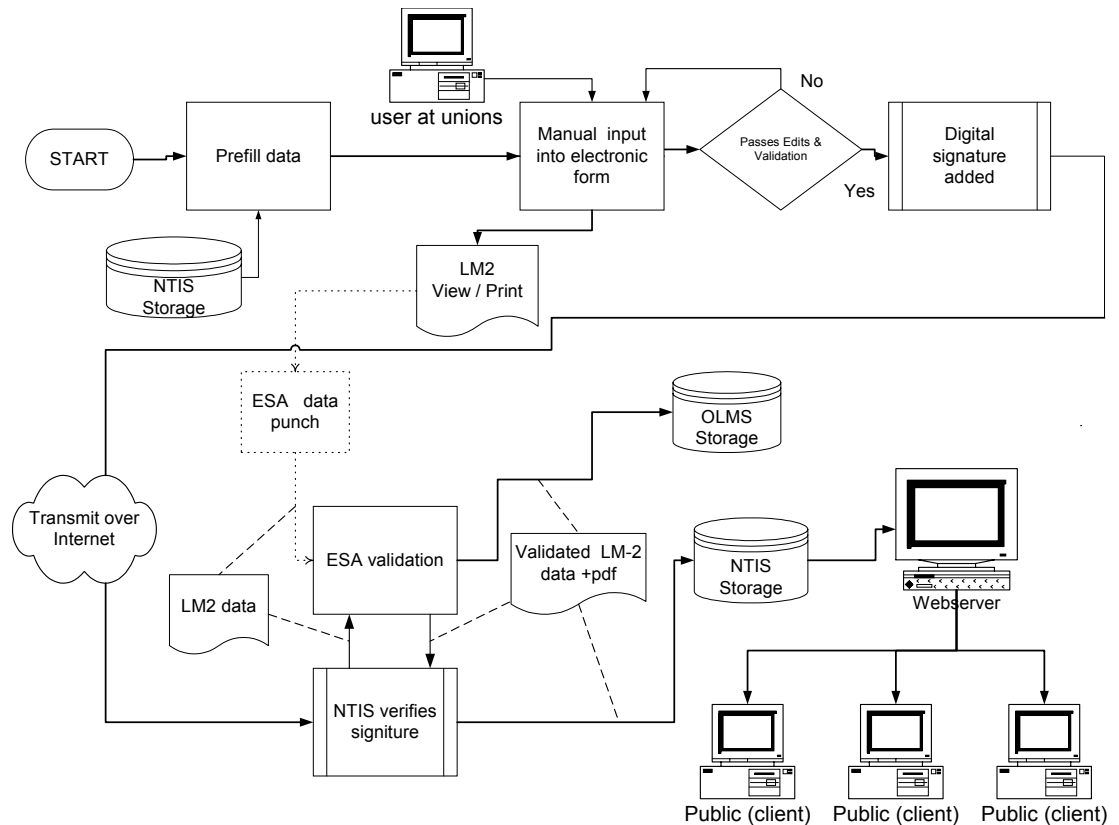 user at unions
START
Prefill data
Manual input
into electronic
form
No
Passes Edits &
Validation
Yes
Digital
signature
added
NTIS
Storage
LM2
View / Print
ESA data
punch
OLMS
Storage
Transmit over
Internet
ESA validation
Validated LM-2
data +pdf
NTIS
Storage
Webserver
LM2 data
NTIS verifies
signiture
Public (client)
Public (client)
Public (client)